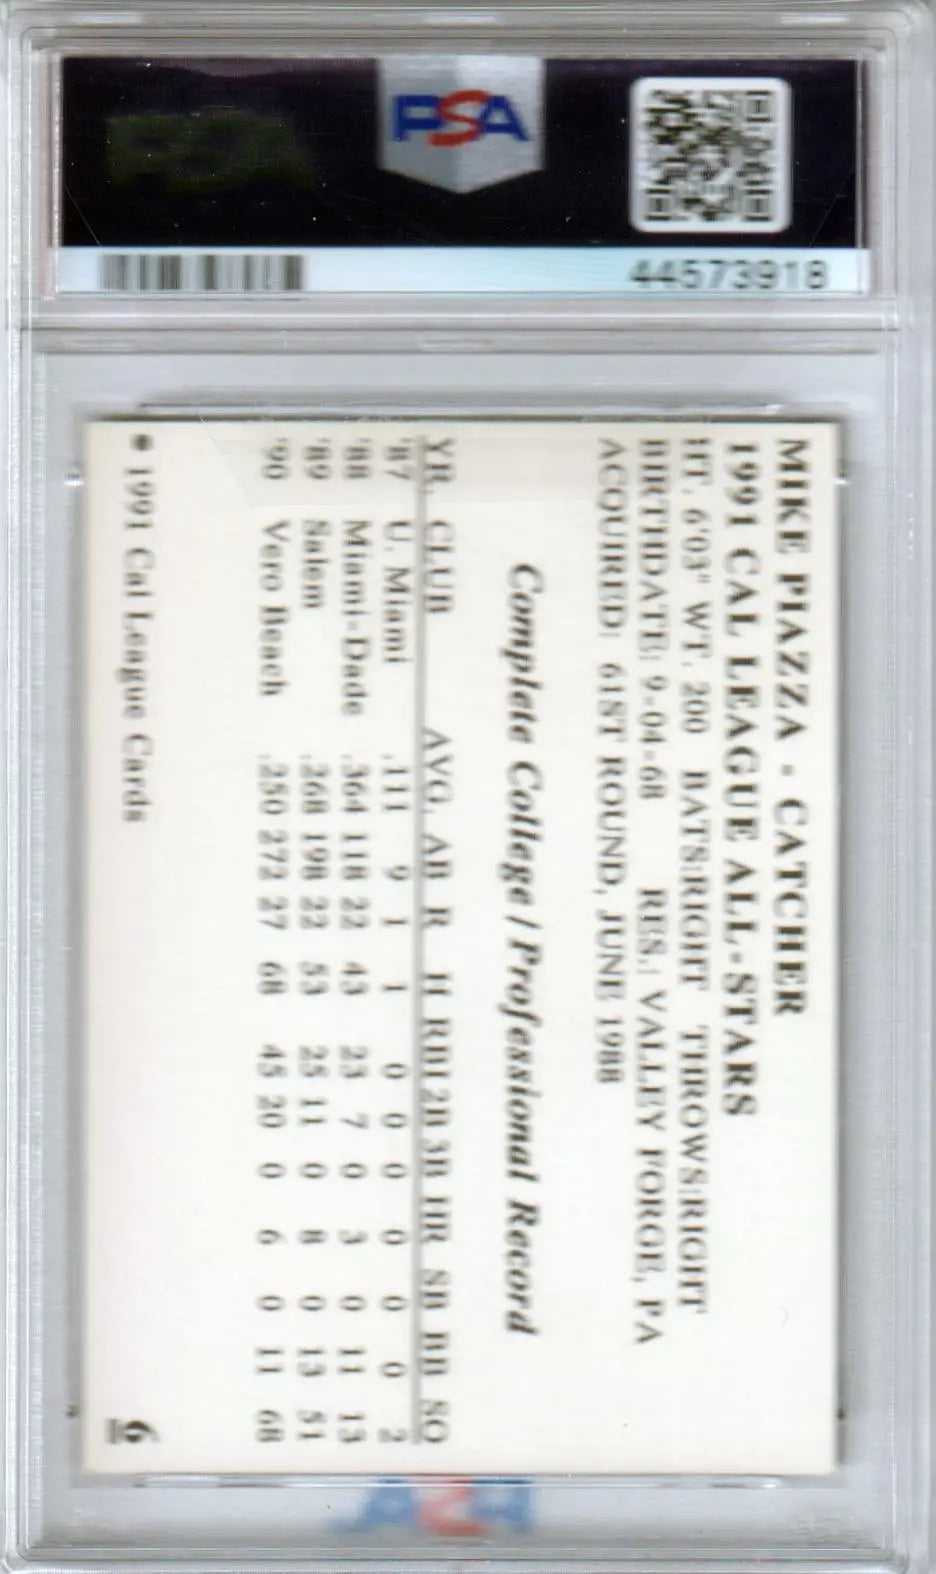 PSA
44573918
MIKE PIAZZA - CATCHER
1991 CAL LEAGUE ALL-STARS
HT. 6'03" WT. 200 BATS:RIGHT THROWS:RIGHT
BIRTHDATE: 9-04-68 RES.: VALLEY FORGE, PA
ACQUIRED: 61ST ROUND, JUNE 1988
Complete College / Professional Record
YR. CLUB AVG. AB R H RBI 2B 3B HR SB BB SO
'87 U. Miami .111 9 1 1 0 0 0 0 0 0 2
'88 Miami-Dade .364 118 22 43 23 7 0 3 0 11 13
'89 Salem .268 198 22 53 25 11 0 8 0 13 51
'90 Vero Beach .250 272 27 68 45 20 0 6 0 11 68
● 1991 Cal League Cards
6
PSA